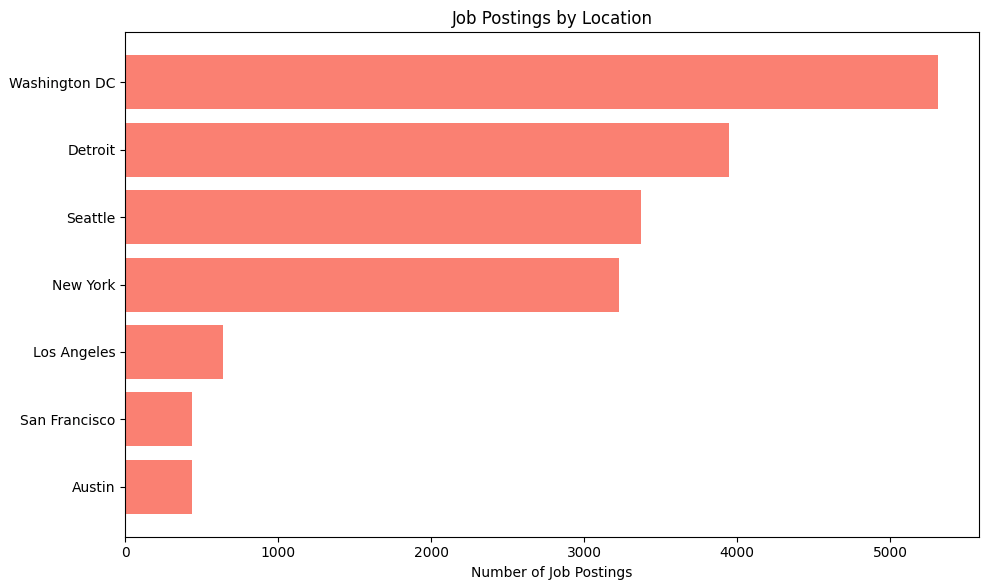 Job Postings by Location
Washington DC
Detroit
Seattle
New York
Los Angeles
San Francisco
Austin
0 1000 2000 3000 4000 5000
Number of Job Postings